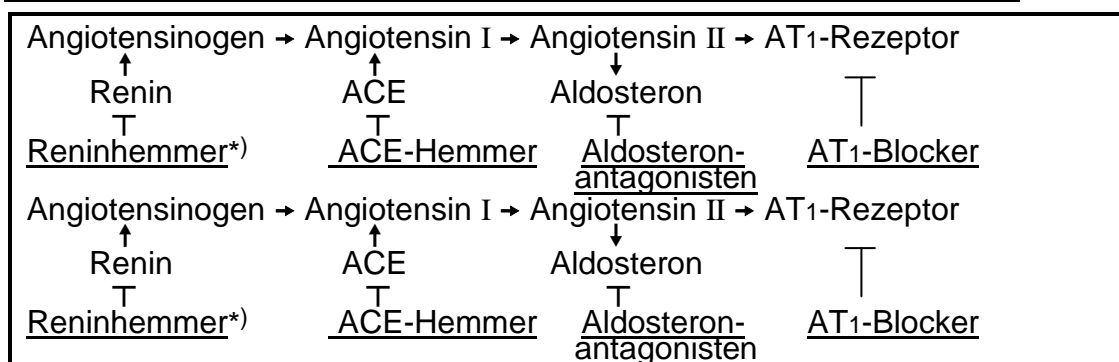 Angiotensinogen → Angiotensin I → Angiotensin II → AT1-Rezeptor
Renin ACE Aldosteron
Reninhemmer*) ACE-Hemmer Aldosteron- AT1-Blocker
antagonisten
Angiotensinogen → Angiotensin I → Angiotensin II → AT1-Rezeptor
Renin ACE Aldosteron
Reninhemmer*) ACE-Hemmer Aldosteron- AT1-Blocker
antagonisten